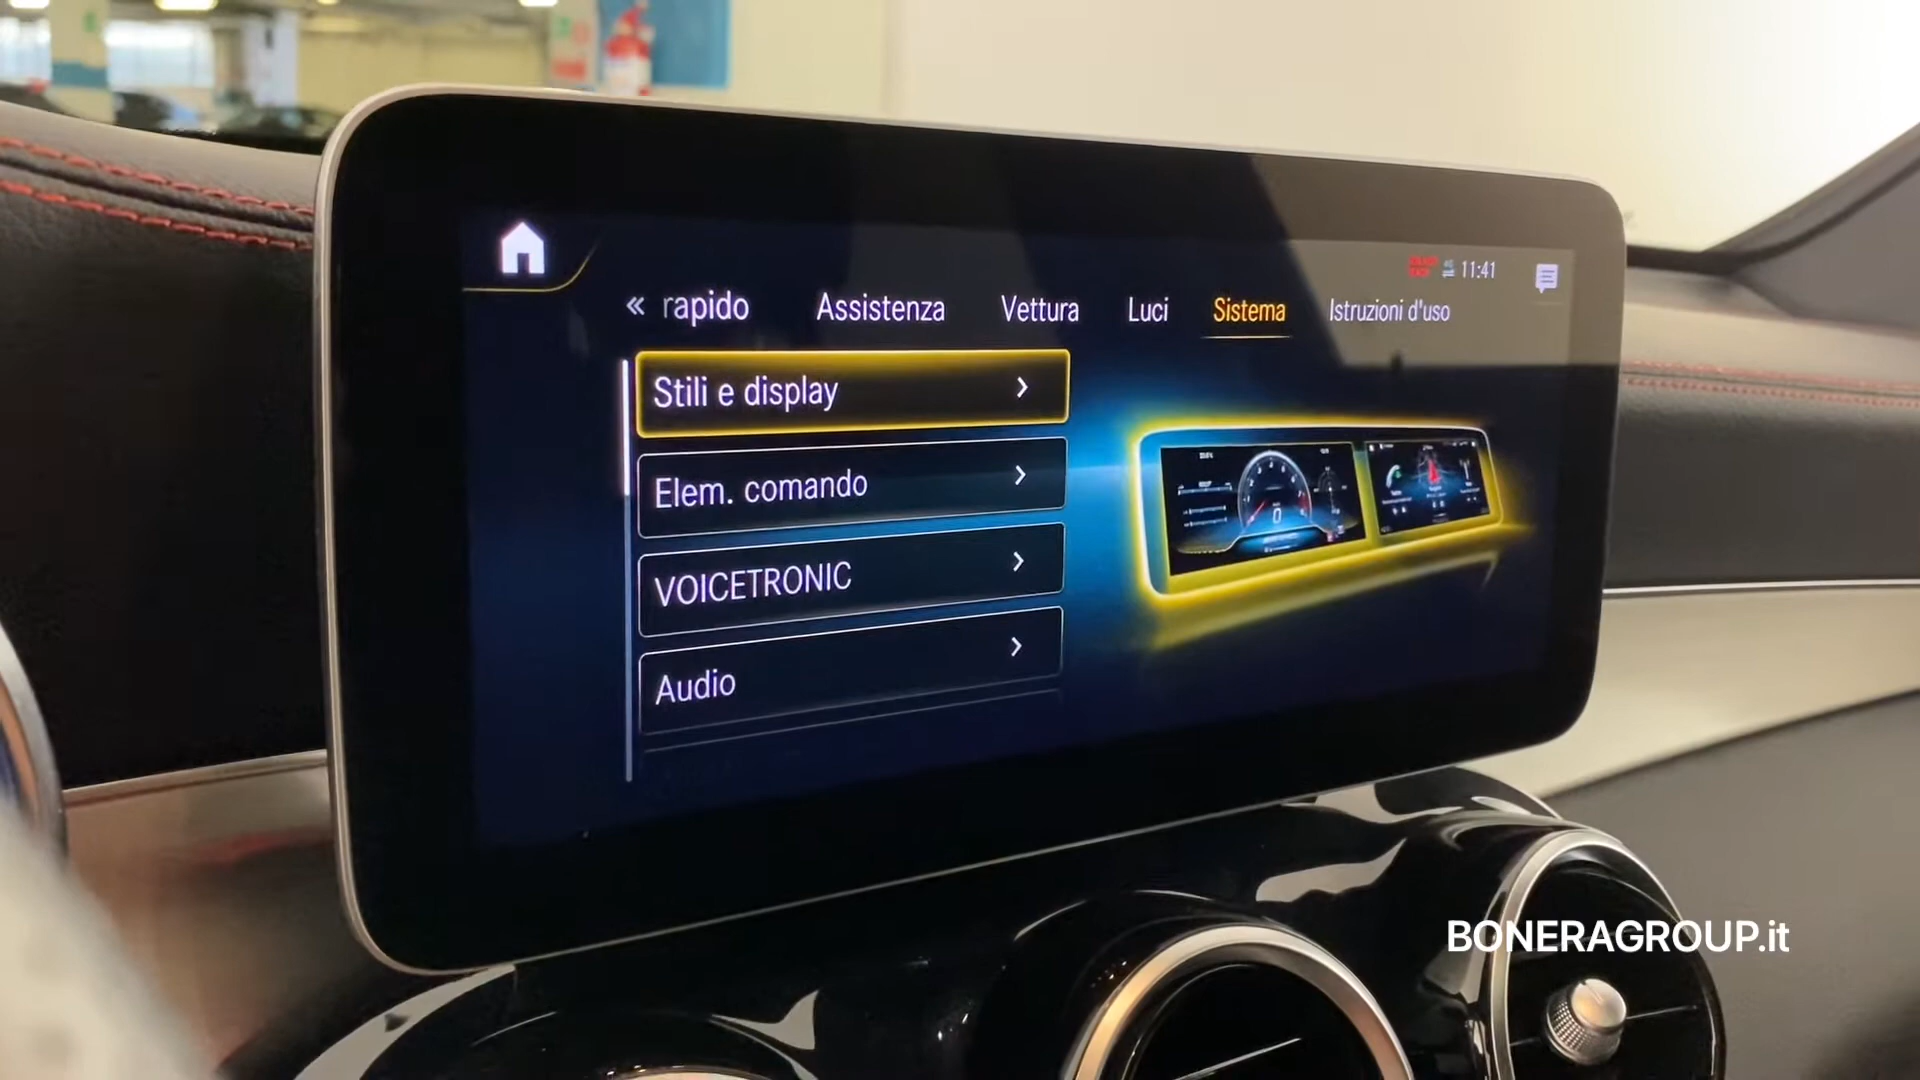 11:41
« rapido Assistenza Vettura Luci Sistema Istruzioni d'uso
Stili e display
Elem. comando
VOICETRONIC
Audio
BONERAGROUP.it